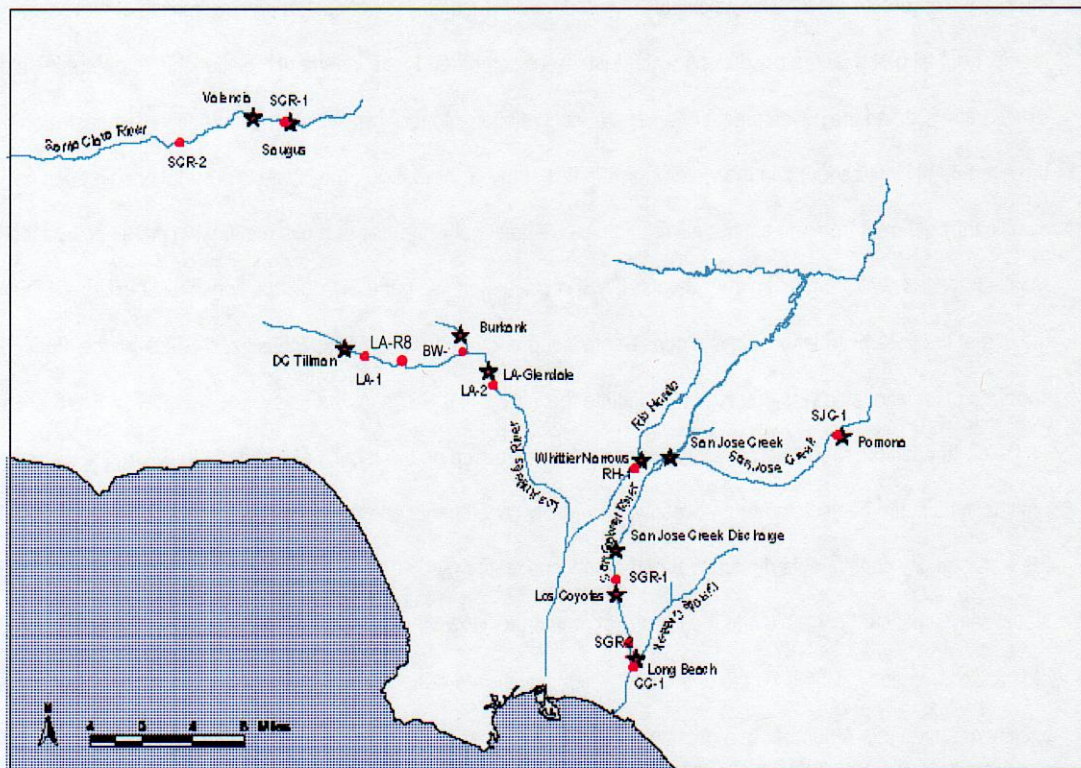 Valencia
SCR-1
Santa Clara River
SCR-2
Saugus
Burbank
LA-R8
BW-
DC Tillman
LA-1
LA-Glendale
LA-2
Rio Hondo
SJC-1
Los Angeles River
Whittier Narrows
RH-1
San Jose Creek
San Jose Creek
Pomona
San Gabriel River
San Jose Creek Discharge
SGR-1
Los Coyotes
SGR-2
Long Beach
CC-1
N
Miles